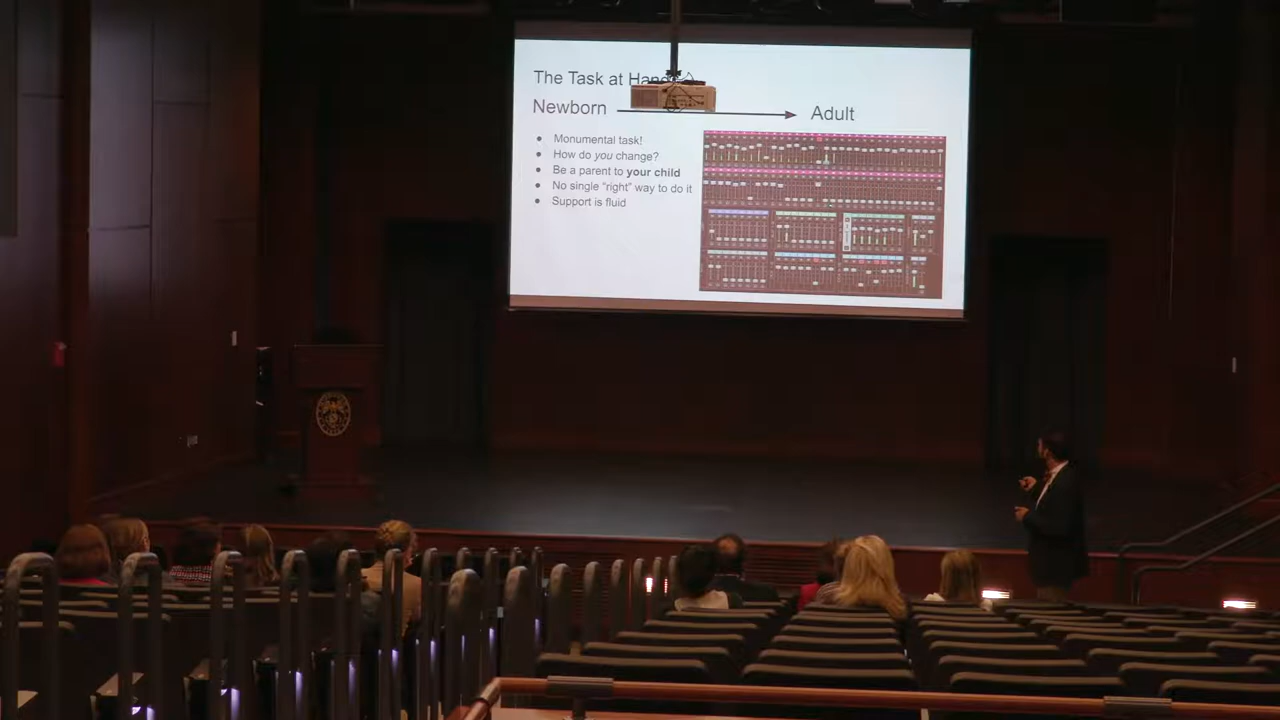 The Task at Hand
Newborn
Adult
● Monumental task!
● How do you change?
● Be a parent to your child
● No single "right" way to do it
● Support is fluid